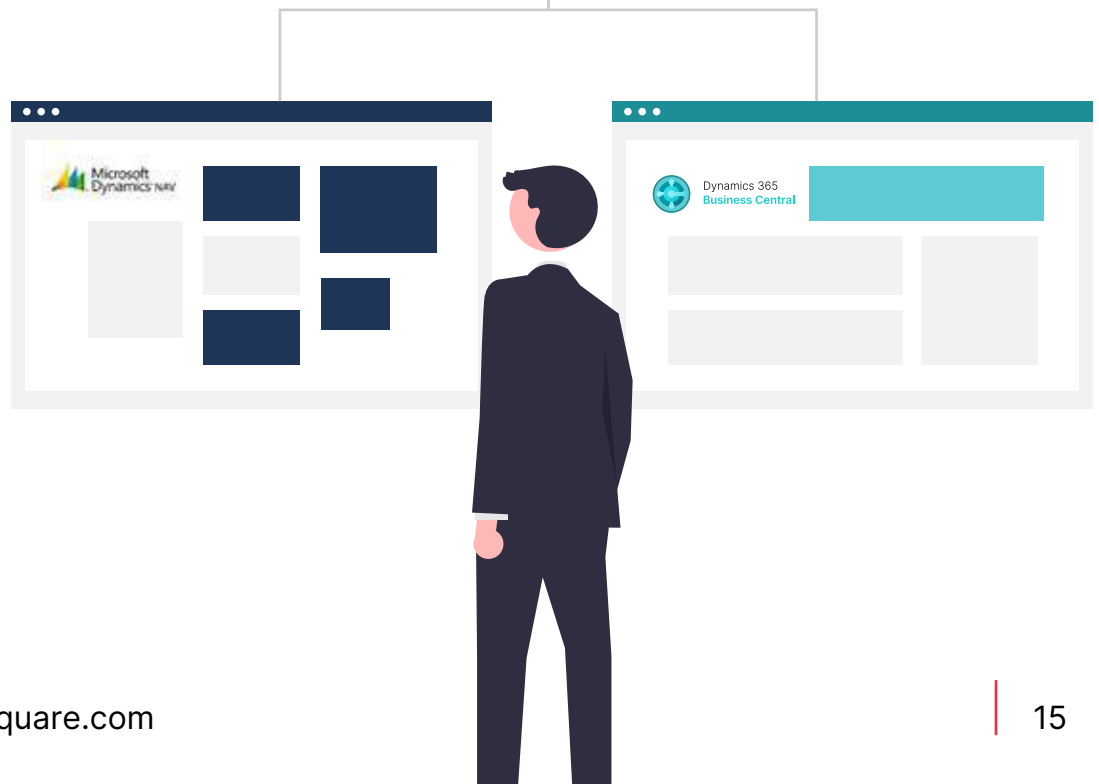 Microsoft
Dynamics NAV
Dynamics 365
Business Central
quare.com
15